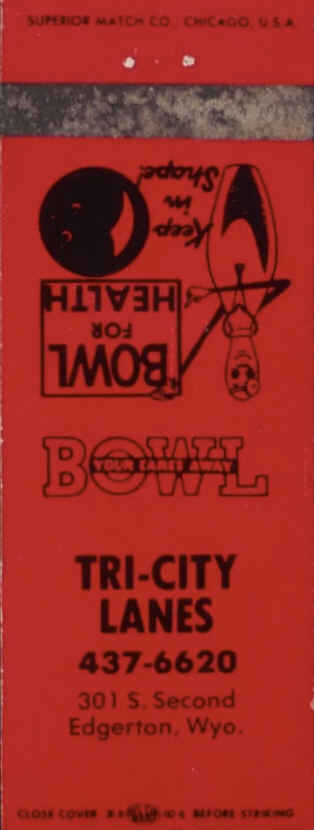 SUPERIOR MATCH CO., CHICAGO, U.S.A.
Keep
in
Shape!
BOWL
FOR
HEALTH
BOWL
YOUR CARES AWAY
TRI-CITY
LANES
437-6620
301 S. Second
Edgerton, Wyo.
CLOSE COVER BEFORE STRIKING